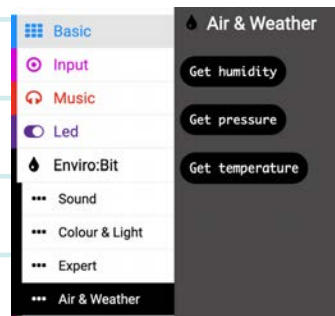 Basic
Input
Music
Led
Enviro:Bit
Sound
Colour & Light
Expert
Air & Weather
Air & Weather
Get humidity
Get pressure
Get temperature